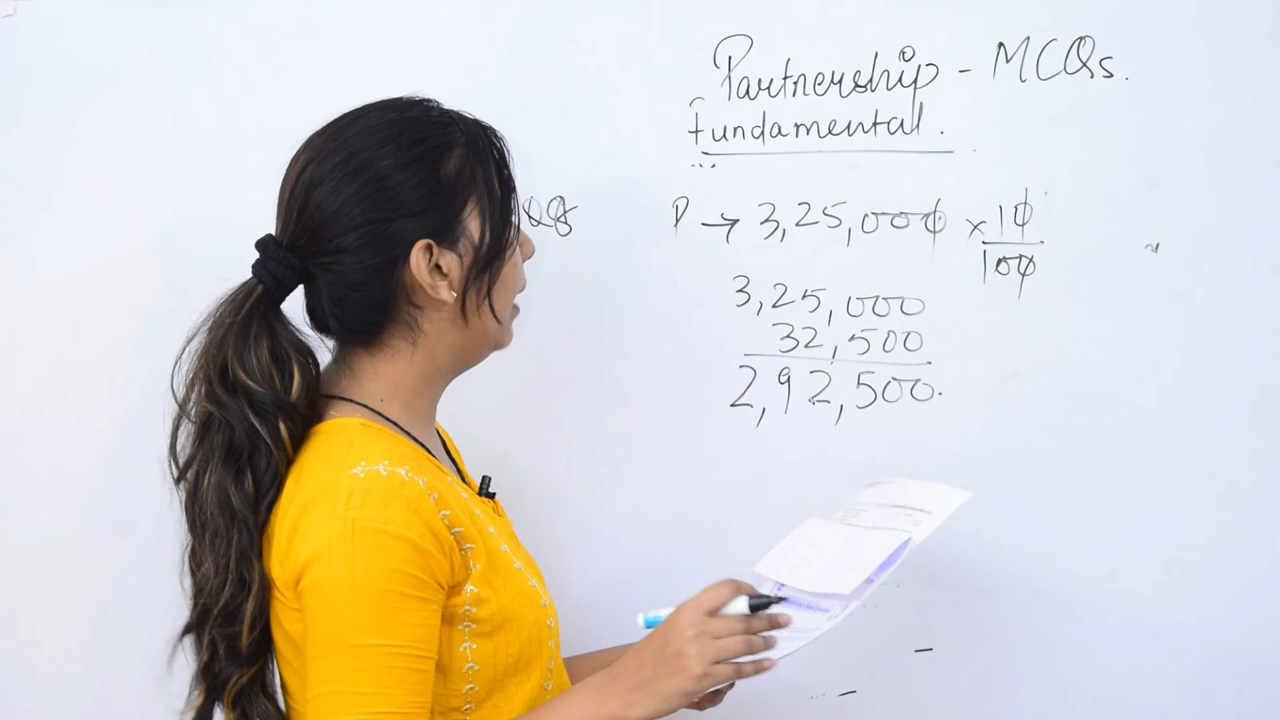 Partnership - MCQs.
Fundamental.
P → 3,25,000 × 10/100
3,25,000
32,500
2,92,500.